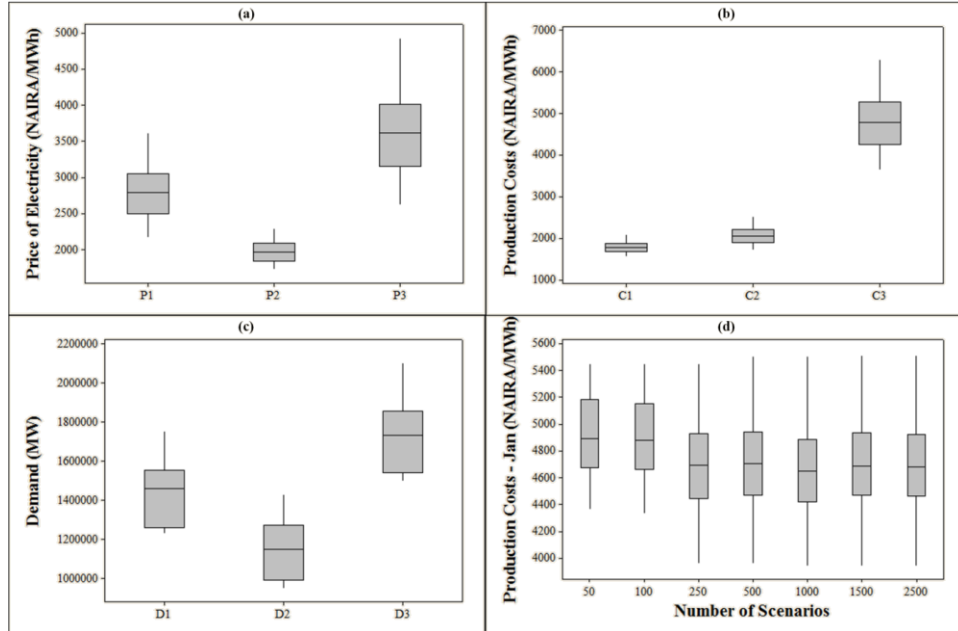 (a)
Price of Electricity (NAIRA/MWh)
5000
4500
4000
3500
3000
2500
2000
P1 P2 P3
(b)
Production Costs (NAIRA/MWh)
7000
6000
5000
4000
3000
2000
1000
C1 C2 C3
(c)
Demand (MW)
2200000
2000000
1800000
1600000
1400000
1200000
1000000
D1 D2 D3
(d)
Production Costs - Jan (NAIRA/MWh)
5600
5400
5200
5000
4800
4600
4400
4200
4000
50 100 250 500 1000 1500 2500
Number of Scenarios